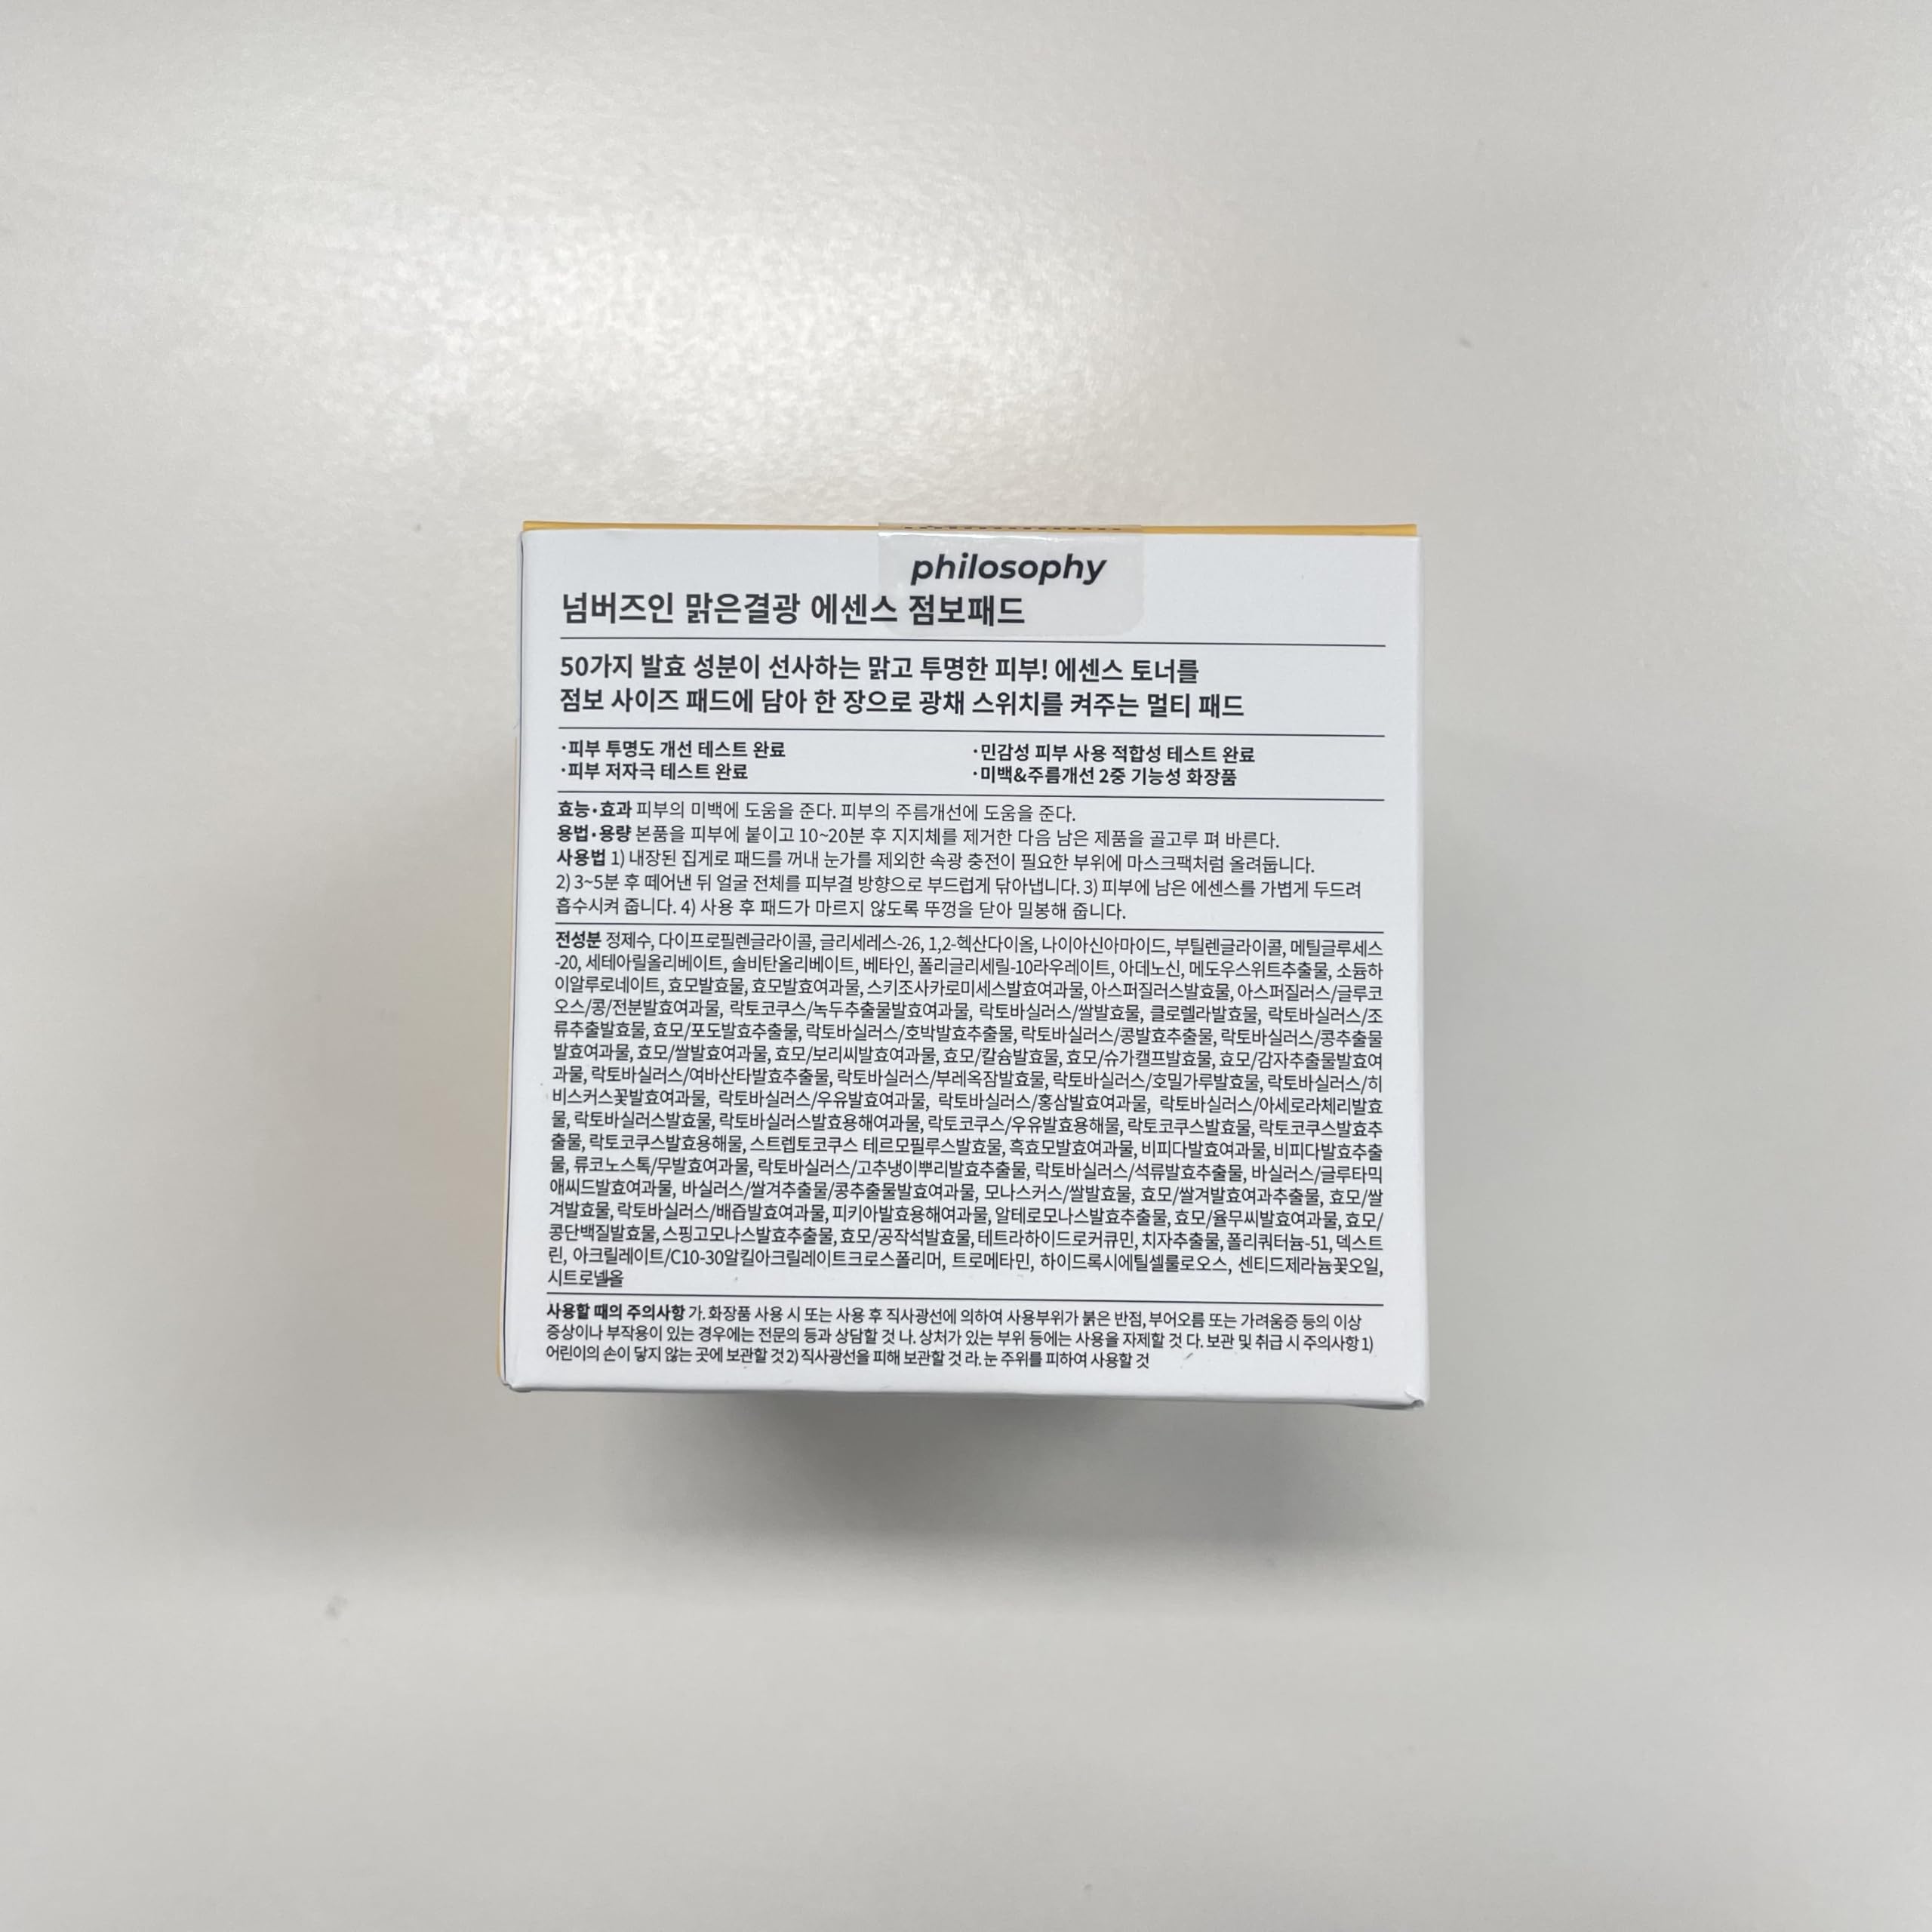 philosophy
넘버즈인 맑은결광 에센스 점보패드
50가지 발효 성분이 선사하는 맑고 투명한 피부! 에센스 토너를
점보 사이즈 패드에 담아 한 장으로 광채 스위치를 켜주는 멀티 패드
·피부 투명도 개선 테스트 완료
·피부 저자극 테스트 완료
·민감성 피부 사용 적합성 테스트 완료
·미백&주름개선 2중 기능성 화장품
효능·효과 피부의 미백에 도움을 준다. 피부의 주름개선에 도움을 준다.
용법·용량 본품을 피부에 붙이고 10~20분 후 지지체를 제거한 다음 남은 제품을 골고루 펴 바른다.
사용법 1) 내장된 집게로 패드를 꺼내 눈가를 제외한 속광 충전이 필요한 부위에 마스크팩처럼 올려둡니다.
2) 3~5분 후 떼어낸 뒤 얼굴 전체를 피부결 방향으로 부드럽게 닦아냅니다. 3) 피부에 남은 에센스를 가볍게 두드려
흡수시켜 줍니다. 4) 사용 후 패드가 마르지 않도록 뚜껑을 닫아 밀봉해 줍니다.
전성분 정제수, 다이프로필렌글라이콜, 글리세레스-26, 1,2-헥산다이올, 나이아신아마이드, 부틸렌글라이콜, 메틸글루세스
-20, 세테아릴올리베이트, 솔비탄올리베이트, 베타인, 폴리글리세릴-10라우레이트, 아데노신, 메도우스위트추출물, 소듐하
이알루로네이트, 효모발효물, 효모발효여과물, 스키조사카로미세스발효여과물, 아스퍼질러스발효물, 아스퍼질러스/글루코
오스/콩/전분발효여과물, 락토코쿠스/녹두추출물발효여과물, 락토바실러스/쌀발효물, 클로렐라발효물, 락토바실러스/조
류추출발효물, 효모/포도발효추출물, 락토바실러스/호박발효추출물, 락토바실러스/콩발효추출물, 락토바실러스/콩추출물
발효여과물, 효모/쌀발효여과물, 효모/보리씨발효여과물, 효모/칼슘발효물, 효모/슈가캘프발효물, 효모/감자추출물발효여
과물, 락토바실러스/여바산타발효추출물, 락토바실러스/부레옥잠발효물, 락토바실러스/호밀가루발효물, 락토바실러스/히
비스커스꽃발효여과물, 락토바실러스/우유발효여과물, 락토바실러스/홍삼발효여과물, 락토바실러스/아세로라체리발효
물, 락토바실러스발효물, 락토바실러스발효용해여과물, 락토코쿠스/우유발효용해물, 락토코쿠스발효물, 락토코쿠스발효추
출물, 락토코쿠스발효용해물, 스트렙토코쿠스 테르모필루스발효물, 흑효모발효여과물, 비피다발효여과물, 비피다발효추출
물, 류코노스톡/무발효여과물, 락토바실러스/고추냉이뿌리발효추출물, 락토바실러스/석류발효추출물, 바실러스/글루타믹
애씨드발효여과물, 바실러스/쌀겨추출물/콩추출물발효여과물, 모나스커스/쌀발효물, 효모/쌀겨발효여과추출물, 효모/쌀
겨발효물, 락토바실러스/배즙발효여과물, 피키아발효용해여과물, 알테로모나스발효추출물, 효모/율무씨발효여과물, 효모/
콩단백질발효물, 스핑고모나스발효추출물, 효모/공작석발효물, 테트라하이드로커큐민, 치자추출물, 폴리쿼터늄-51, 덱스트
린, 아크릴레이트/C10-30알킬아크릴레이트크로스폴리머, 트로메타민, 하이드록시에틸셀룰로오스, 센티드제라늄꽃오일,
시트로넬올
사용할 때의 주의사항 가. 화장품 사용 시 또는 사용 후 직사광선에 의하여 사용부위가 붉은 반점, 부어오름 또는 가려움증 등의 이상
증상이나 부작용이 있는 경우에는 전문의 등과 상담할 것 나. 상처가 있는 부위 등에는 사용을 자제할 것 다. 보관 및 취급 시 주의사항 1)
어린이의 손이 닿지 않는 곳에 보관할 것 2) 직사광선을 피해 보관할 것 라. 눈 주위를 피하여 사용할 것